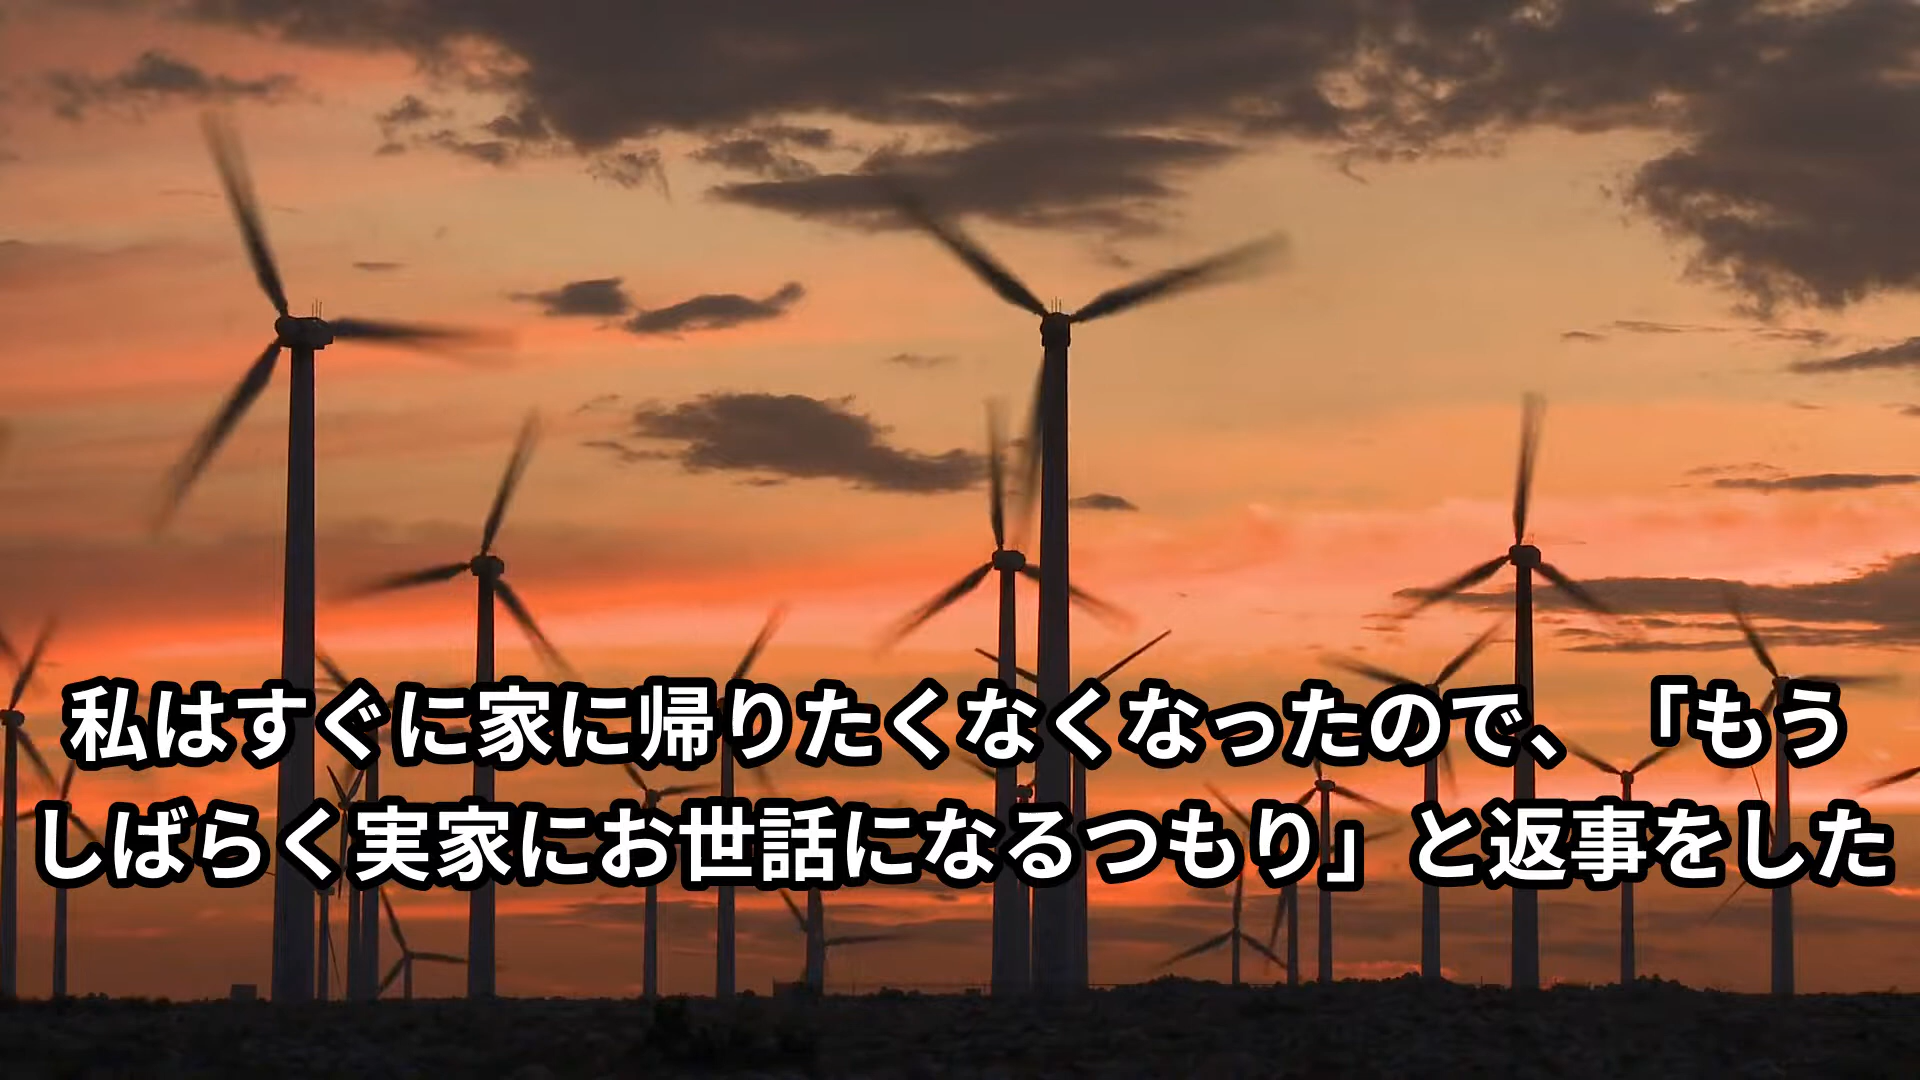 私はすぐに家に帰りたくなくなったので、「もう
しばらく実家にお世話になるつもり」と返事をした